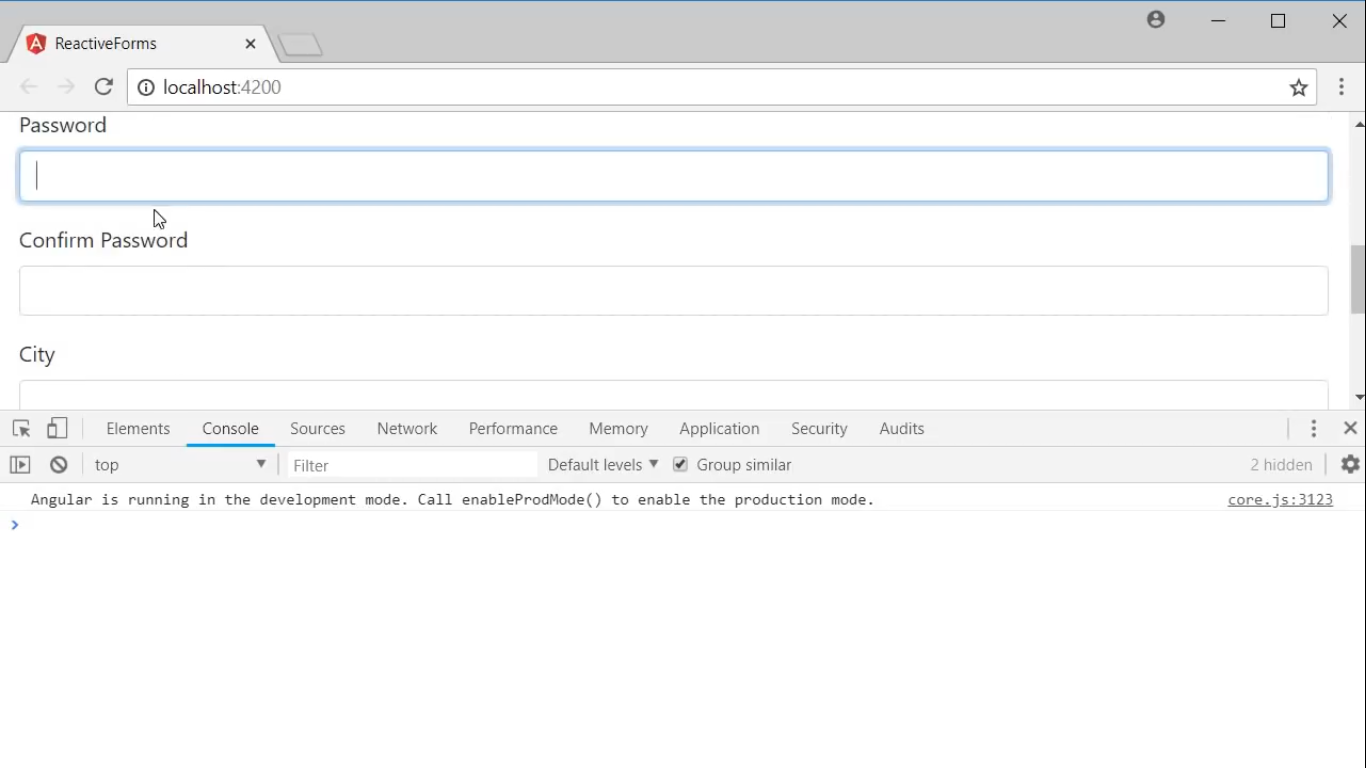 ReactiveForms
localhost:4200
Password
Confirm Password
City
Elements Console Sources Network Performance Memory Application Security Audits
top Filter Default levels Group similar 2 hidden
Angular is running in the development mode. Call enableProdMode() to enable the production mode. core.js:3123